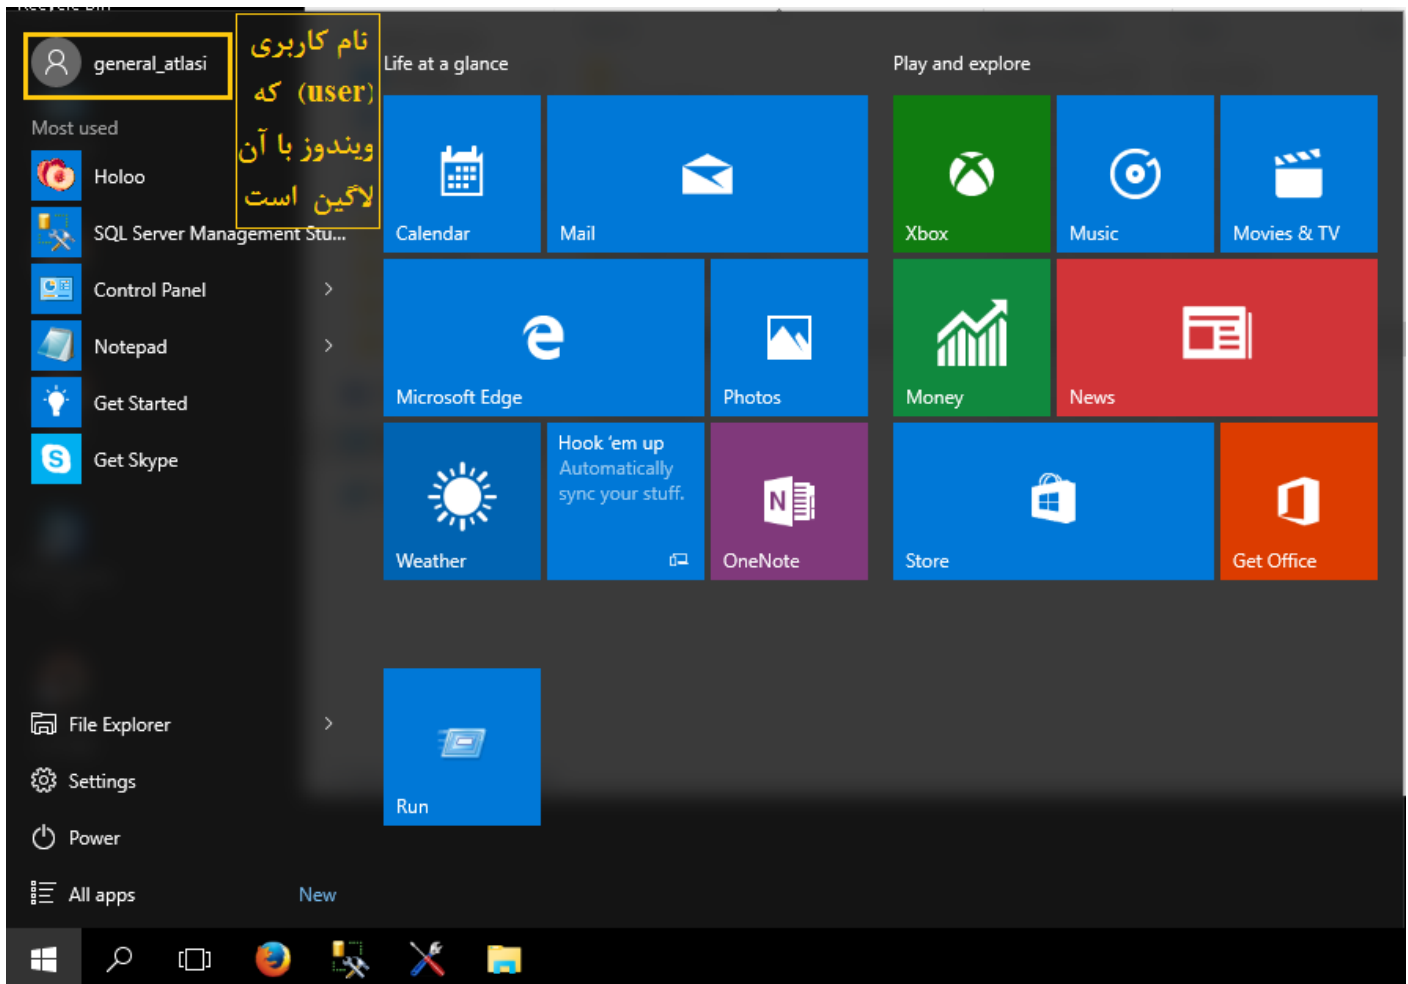 general_atlasi
نام کاربری
(user) که
ویندوز با آن
لاگین است
Most used
Holoo
SQL Server Management Stu...
Control Panel
Notepad
Get Started
Get Skype
File Explorer
Settings
Power
All apps
New
Life at a glance
Calendar
Mail
Microsoft Edge
Photos
Weather
Hook ‘em up
Automatically
sync your stuff.
OneNote
Run
Play and explore
Xbox
Music
Movies & TV
Money
News
Store
Get Office